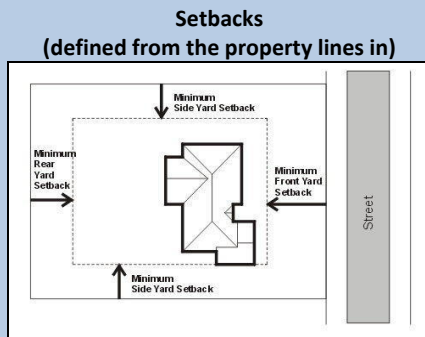 Setbacks
(defined from the property lines in)
Minimum
Side Yard Setback
Minimum
Rear
Yard
Setback
Minimum
Front Yard
Setback
Street
Minimum
Side Yard Setback